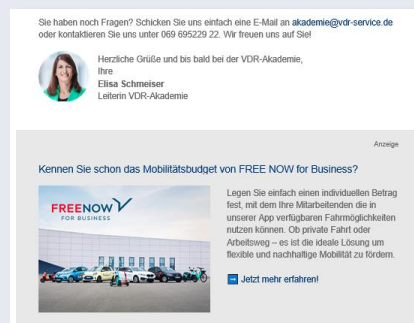 Sie haben noch Fragen? Schicken Sie uns einfach eine E-Mail an akademie@vdr-service.de
oder kontaktieren Sie uns unter 069 695229 22. Wir freuen uns auf Sie!
Herzliche Grüße und bis bald bei der VDR-Akademie,
Ihre
Elisa Schmeiser
Leiterin VDR-Akademie
Anzeige
Kennen Sie schon das Mobilitätsbudget von FREE NOW for Business?
FREENOW
FOR BUSINESS
Legen Sie einfach einen individuellen Betrag
fest, mit dem Ihre Mitarbeitenden die in
unserer App verfügbaren Fahrmöglichkeiten
nutzen können. Ob private Fahrt oder
Arbeitsweg – es ist die ideale Lösung um
flexible und nachhaltige Mobilität zu fördern.
Jetzt mehr erfahren!